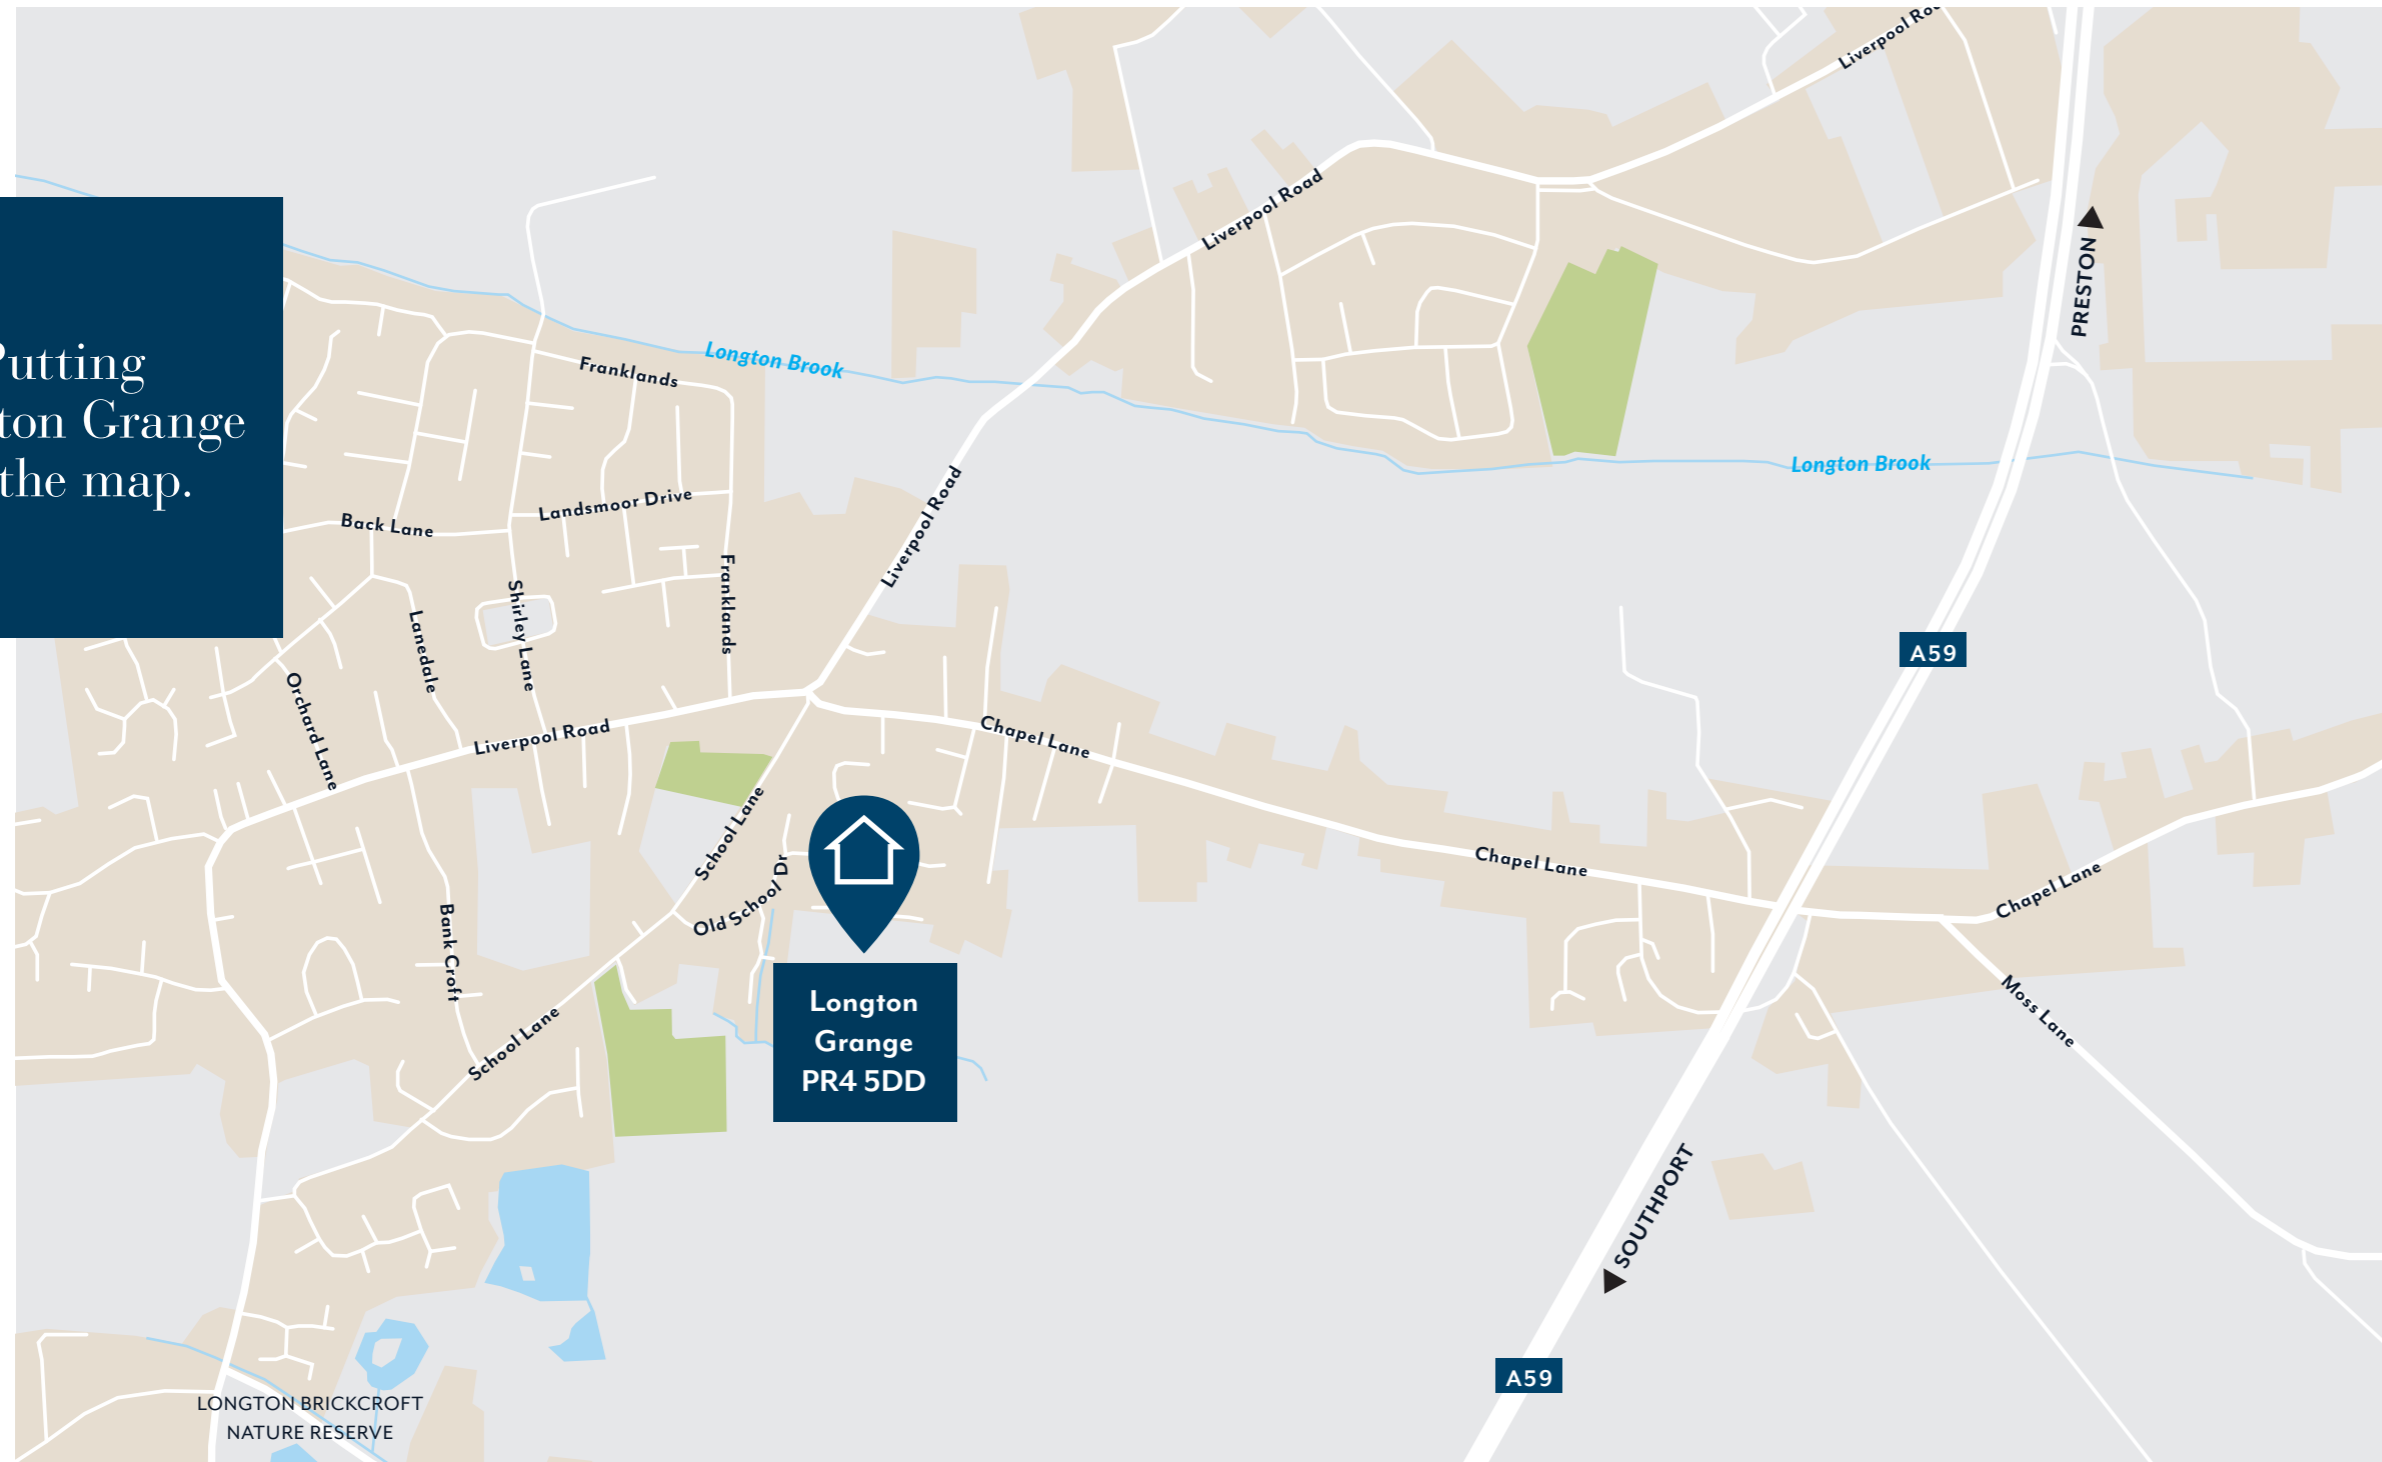 Liverpool
PRESTON
Liverpool Road
utting
ton Grange
the map.
Franklands
Longton Brook
Longton Brook
Landsmoor Drive
Back Lane
Liverpool Road
Franklands
Shirley Lane
Lanedale
A59
Orchard Lane
Liverpool Road
Chapel Lane
School Lane
Chapel Lane
Chapel Lane
Old School Dr
Bank Croft
School Lane
Longton
Grange
PR4 5DD
Moss Lane
SOUTHPORT
A59
LONGTON BRICKCROFT
NATURE RESERVE